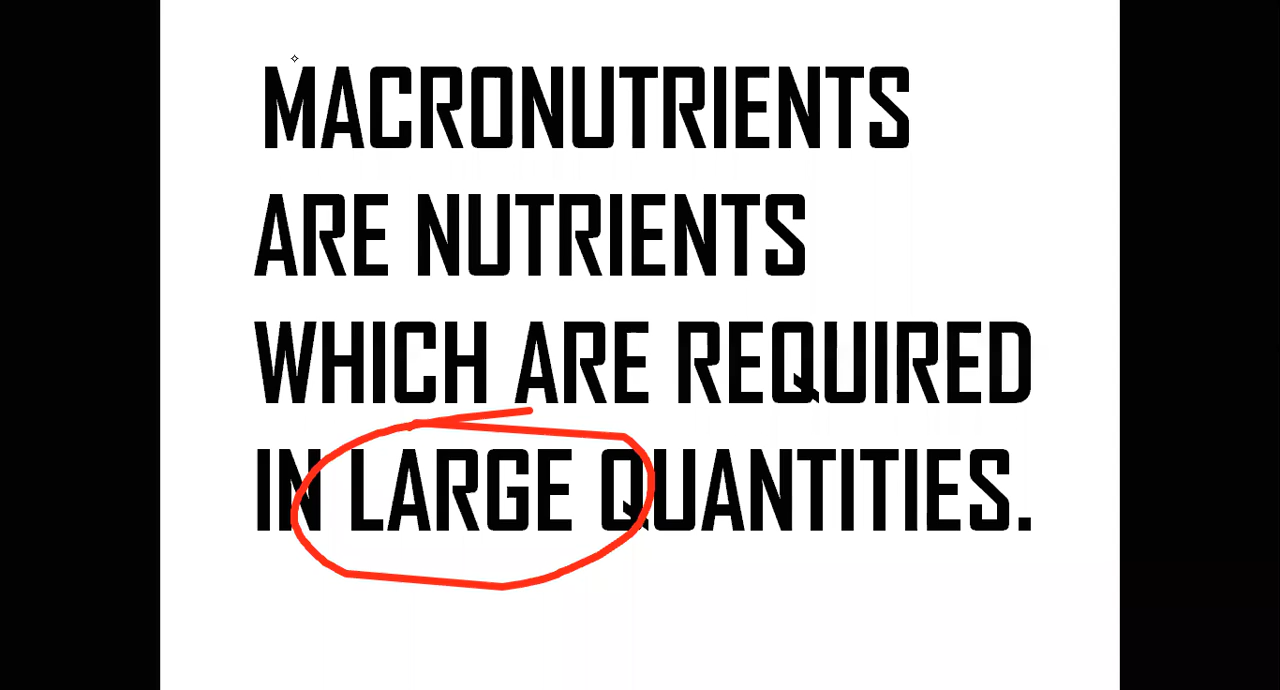 MACRONUTRIENTS
ARE NUTRIENTS
WHICH ARE REQUIRED
IN LARGE QUANTITIES.